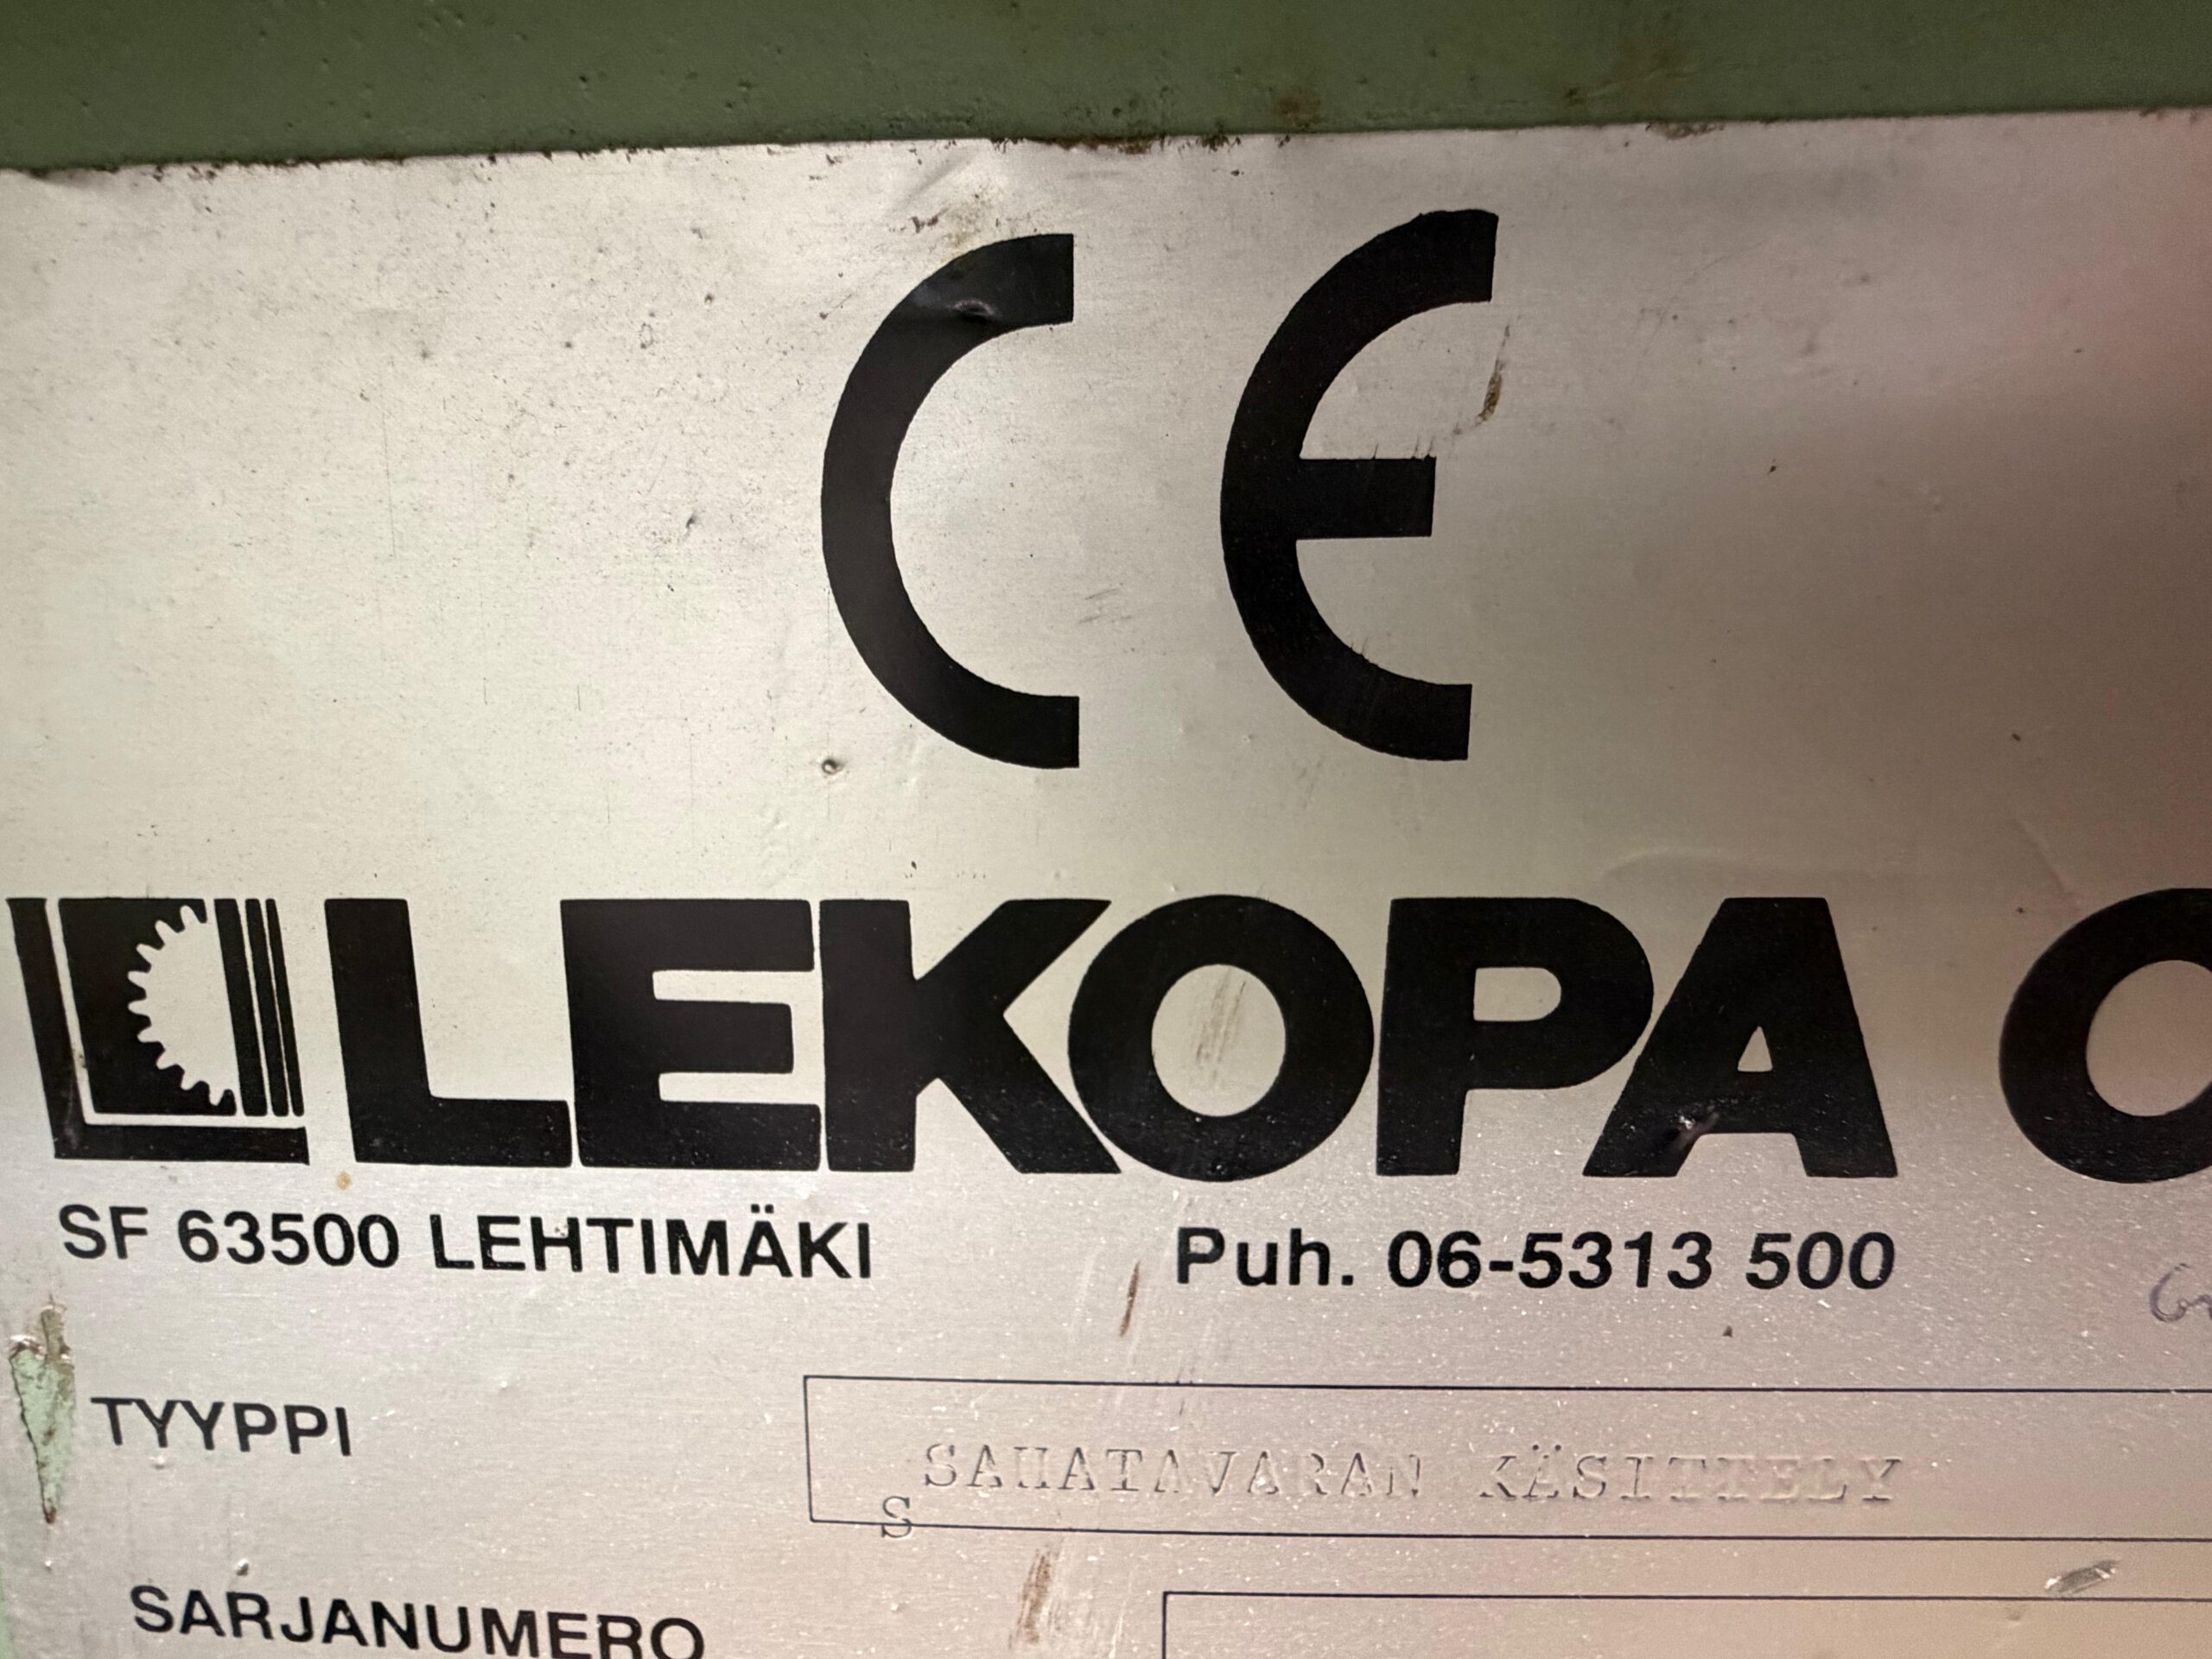 CE
LEKOPA O
SF 63500 LEHTIMÄKI Puh. 06-5313 500
TYYPPI SAHATAVARAN KÄSITTELY
S
SARJANUMERO